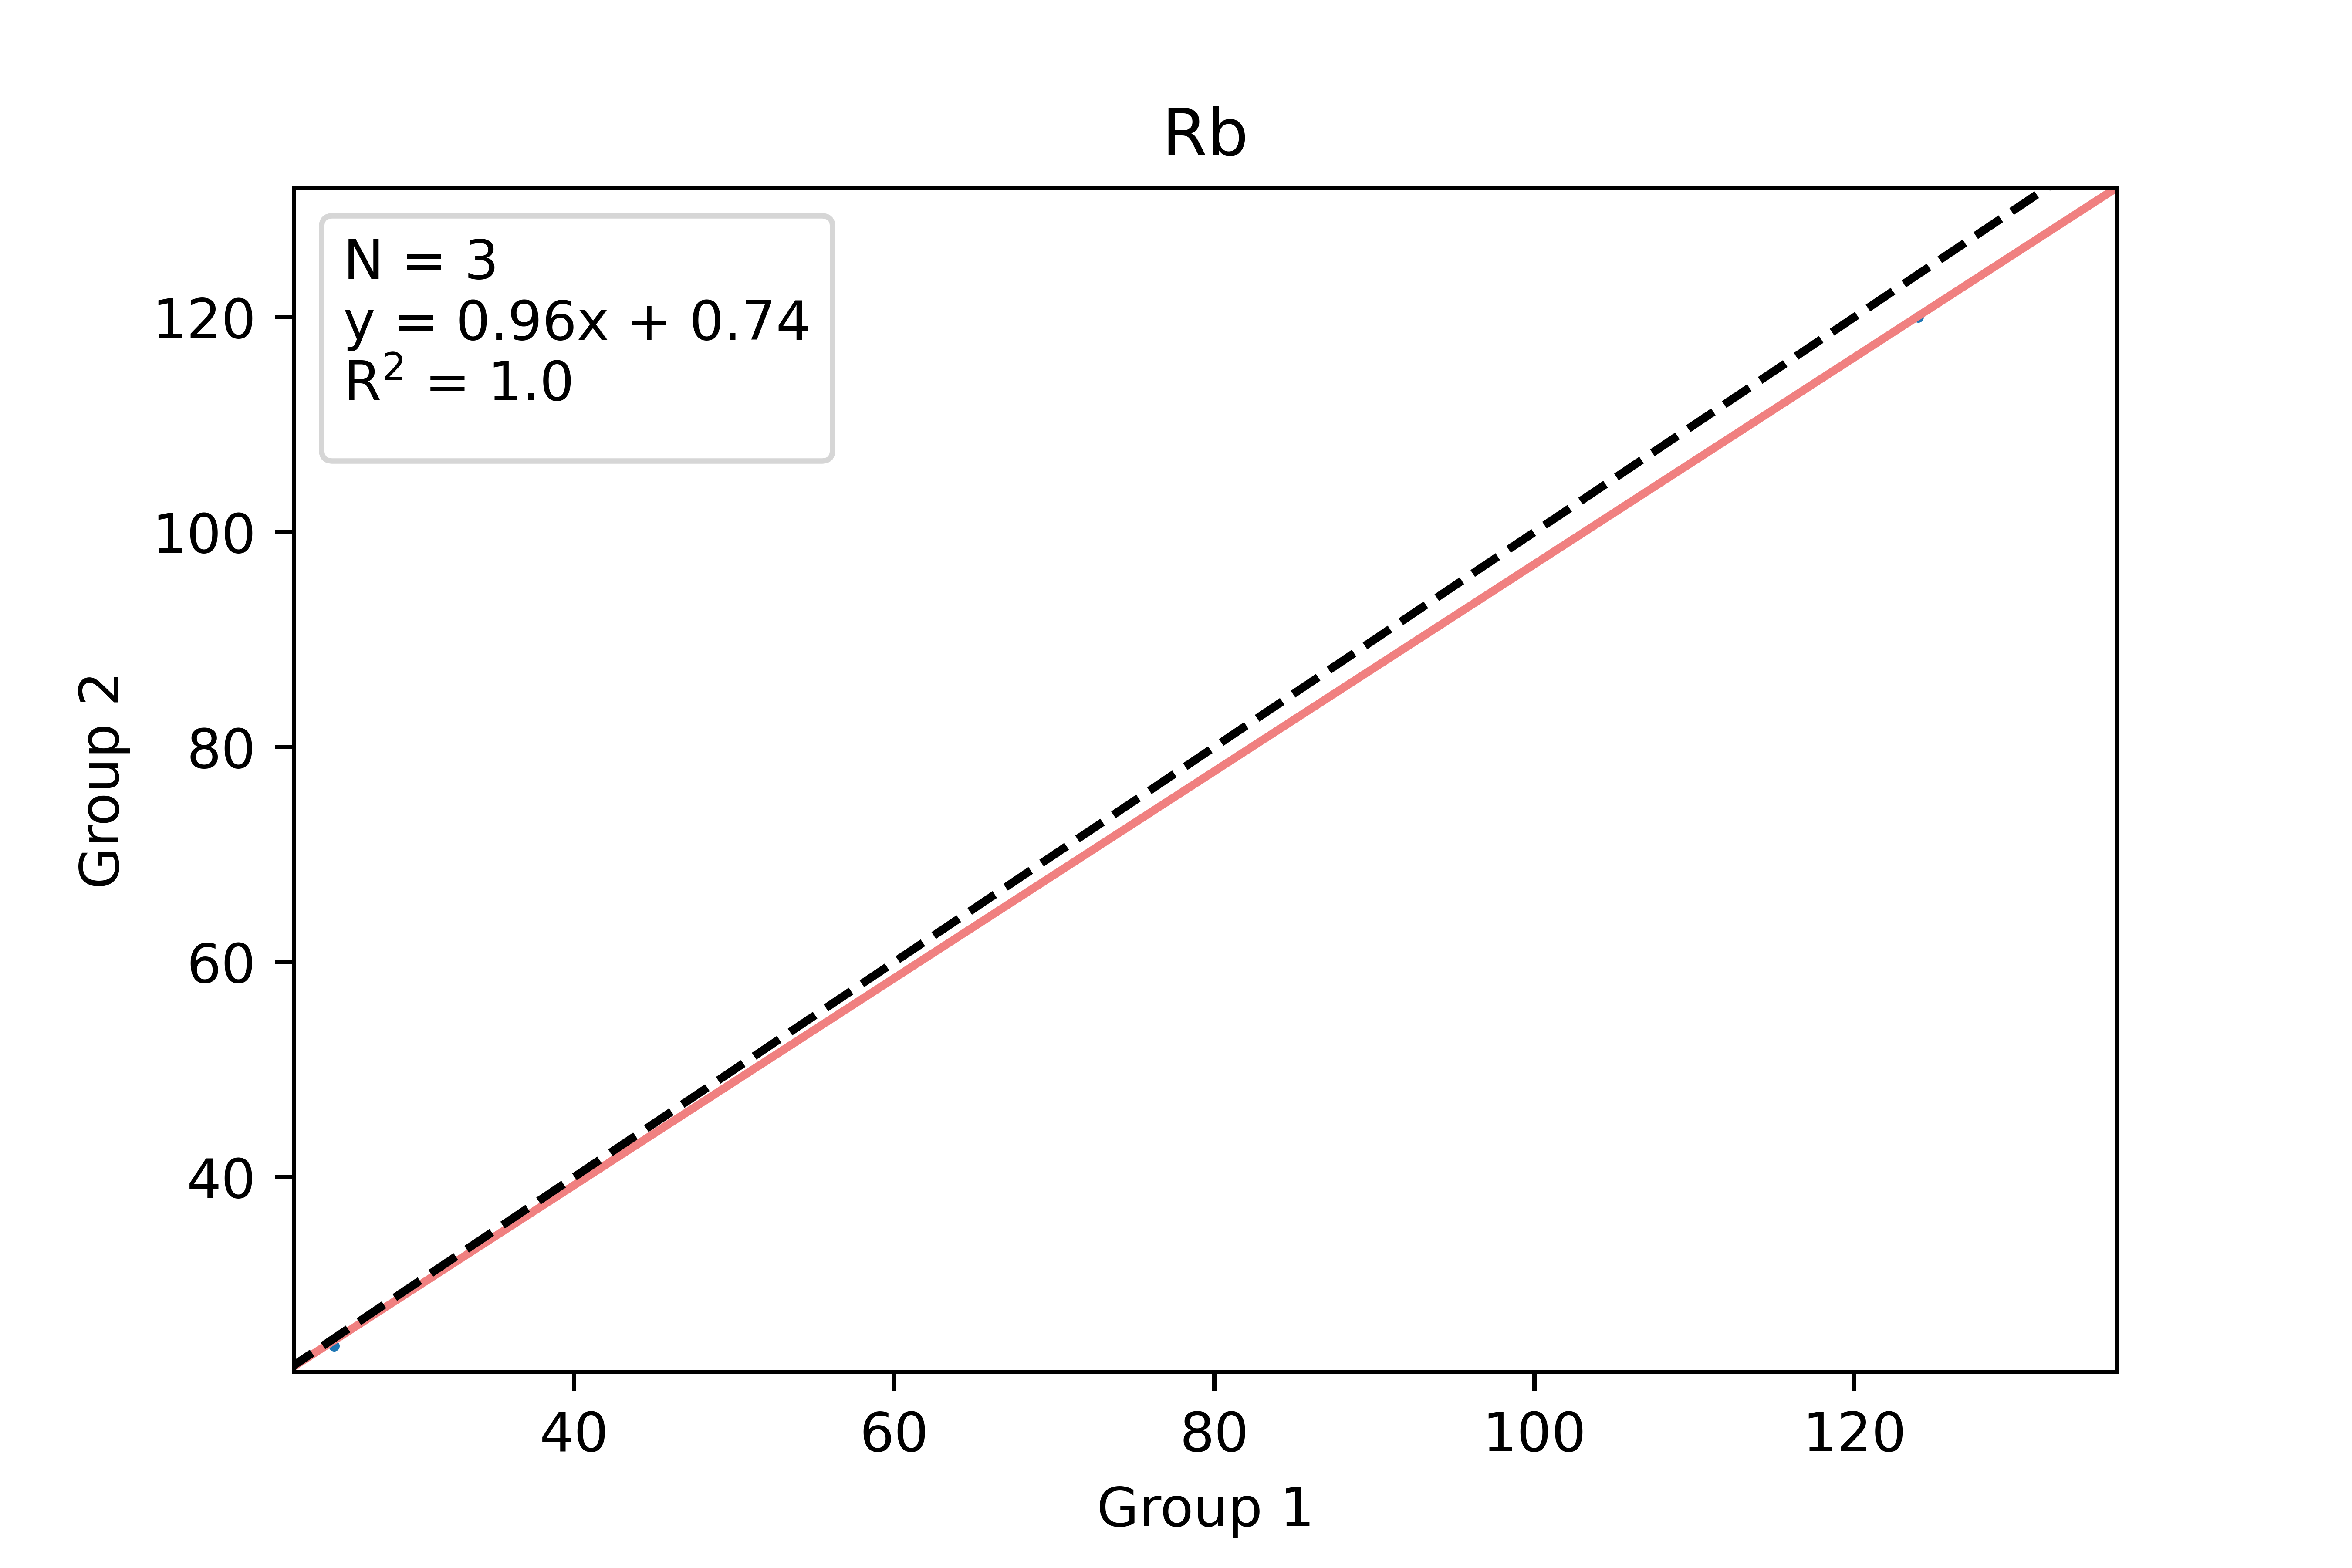 Rb
N = 3
y = 0.96x + 0.74
R² = 1.0
120
100
80
60
40
Group 2
40 60 80 100 120
Group 1